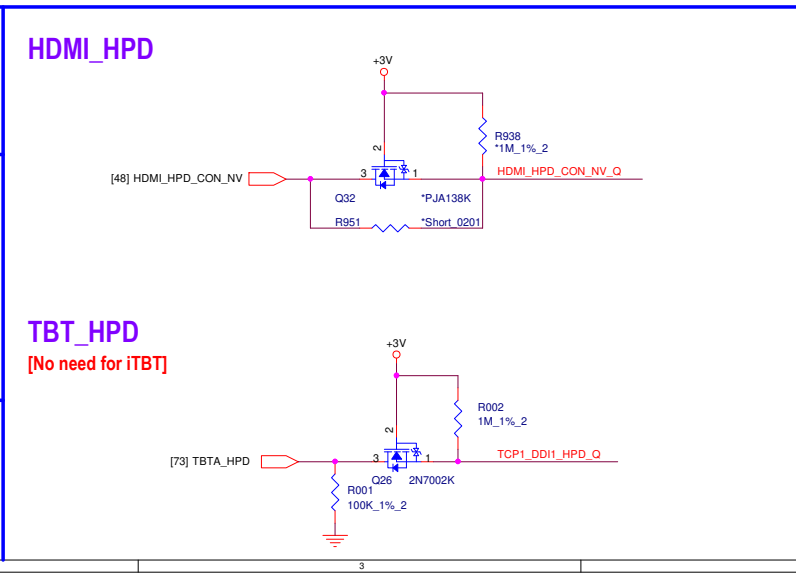 HDMI_HPD
+3V
2
R938
*1M_1%_2
[48] HDMI_HPD_CON_NV
3
1
HDMI_HPD_CON_NV_Q
Q32
*PJA138K
R951
*Short_0201
TBT_HPD
[No need for iTBT]
+3V
2
R002
1M_1%_2
[73] TBTA_HPD
3
1
TCP1_DDI1_HPD_Q
Q26
2N7002K
R001
100K_1%_2
3